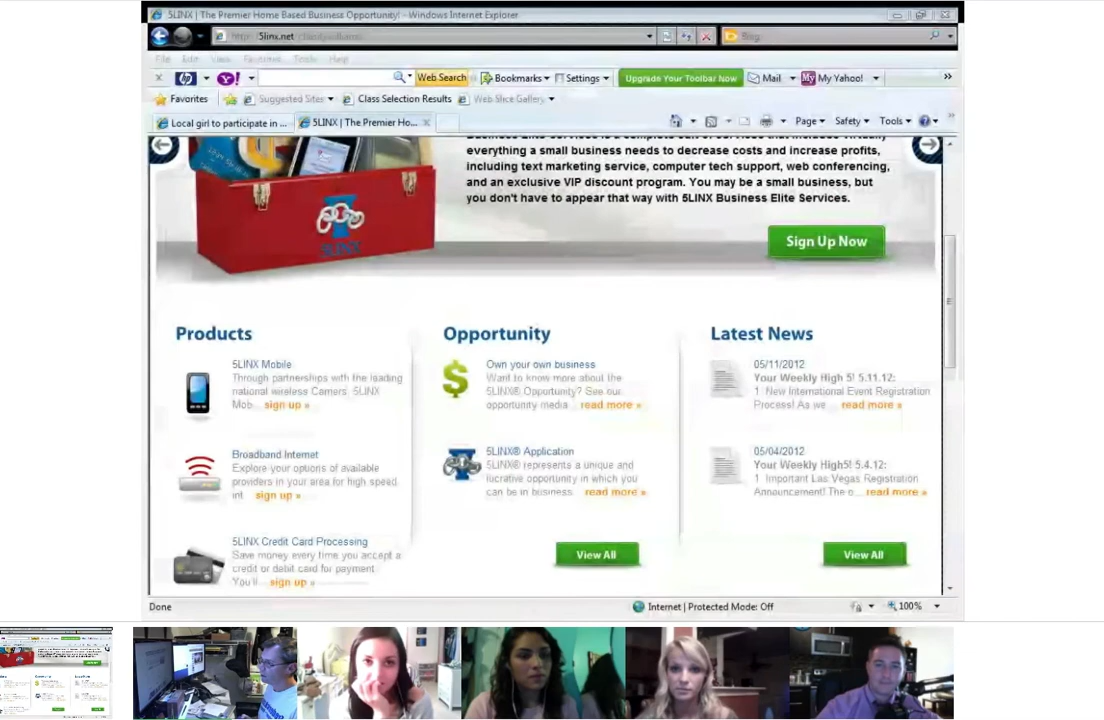 5LINX | The Premier Home Based Business Opportunity! - Windows Internet Explorer
http://5linx.net
Bing
File Edit View Favorites Tools Help
Y! Web Search Bookmarks Settings Upgrade Your Toolbar Now Mail My Yahoo!
Favorites Suggested Sites Class Selection Results Web Slice Gallery
Local girl to participate in ... 5LINX | The Premier Ho... Page Safety Tools
everything a small business needs to decrease costs and increase profits,
including text marketing service, computer tech support, web conferencing,
and an exclusive VIP discount program. You may be a small business, but
you don't have to appear that way with 5LINX Business Elite Services.
5LINX
Sign Up Now
Products
5LINX Mobile
Through partnerships with the leading
national wireless Carriers, 5LINX
Mob... sign up »
Broadband Internet
Explore your options of available
providers in your area for high speed
int... sign up »
5LINX Credit Card Processing
Save money every time you accept a
credit or debit card for payment.
You'll... sign up »
Opportunity
Own your own business
Want to know more about the
5LINX® Opportunity? See our
opportunity media... read more »
5LINX® Application
5LINX® represents a unique and
lucrative opportunity in which you
can be in business... read more »
View All
Latest News
05/11/2012
Your Weekly High 5! 5.11.12:
1. New International Event Registration
Process! As we... read more »
05/04/2012
Your Weekly High5! 5.4.12:
1. Important Las Vegas Registration
Announcement! The o... read more »
View All
Done Internet | Protected Mode: Off 100%